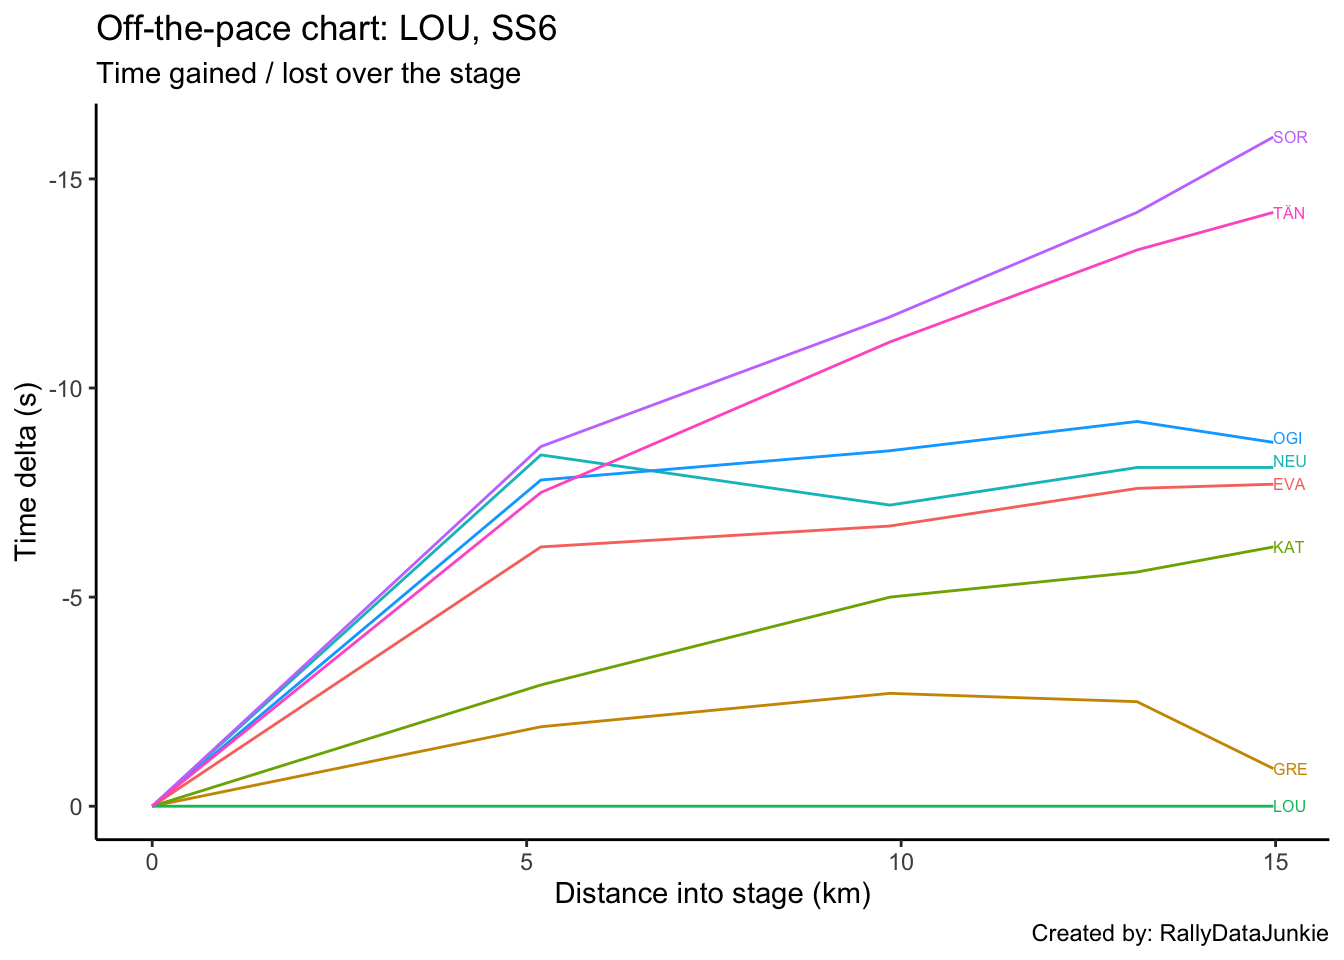 Off-the-pace chart: LOU, SS6
Time gained / lost over the stage
SOR
-15
TÄN
-10
OGI
NEU
EVA
KAT
-5
GRE
0
LOU
Time delta (s)
0 5 10 15
Distance into stage (km)
Created by: RallyDataJunkie